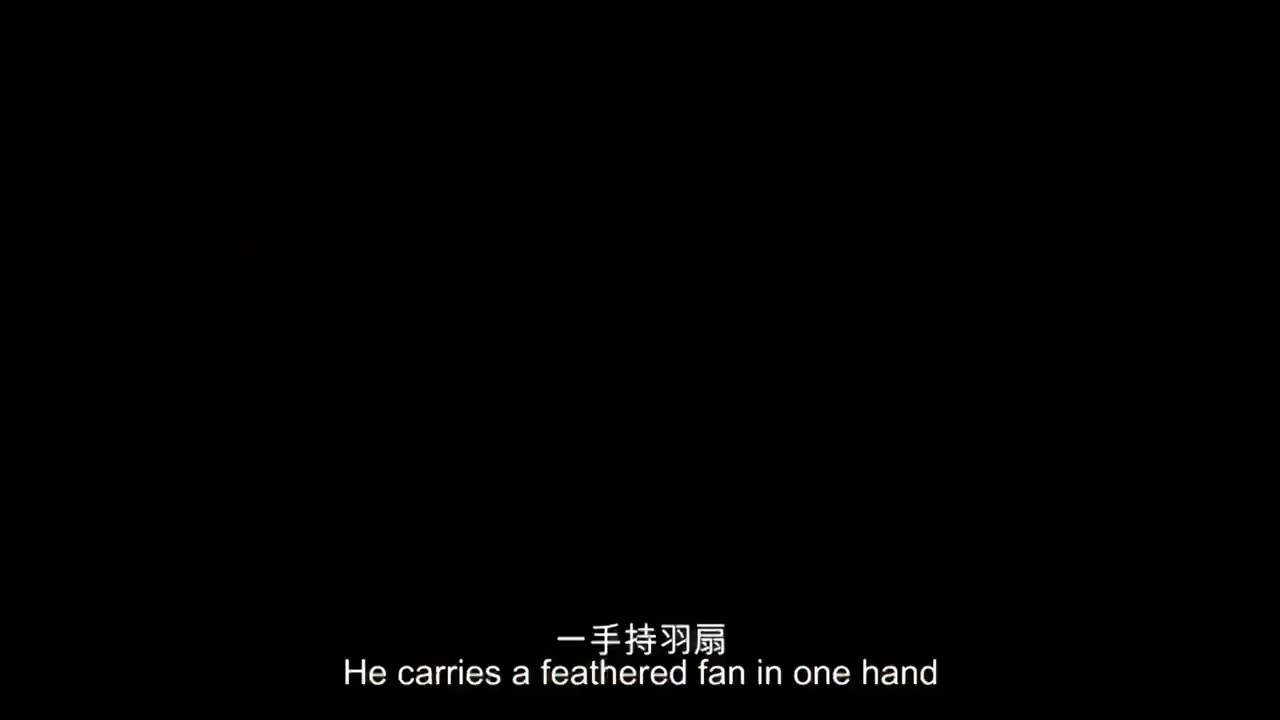 一手持羽扇
He carries a feathered fan in one hand